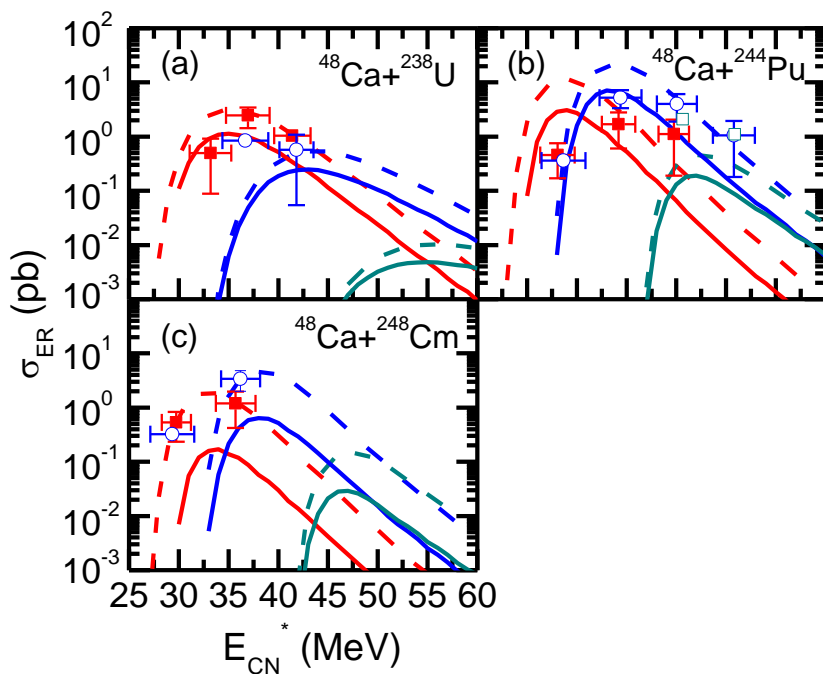 10²
10¹
10⁰
10⁻¹
10⁻²
10⁻³
(a) ⁴⁸Ca+²³⁸U
(b) ⁴⁸Ca+²⁴⁴Pu
σ_ER (pb)
10¹
10⁰
10⁻¹
10⁻²
10⁻³
(c) ⁴⁸Ca+²⁴⁸Cm
25 30 35 40 45 50 55 60
E_CN* (MeV)